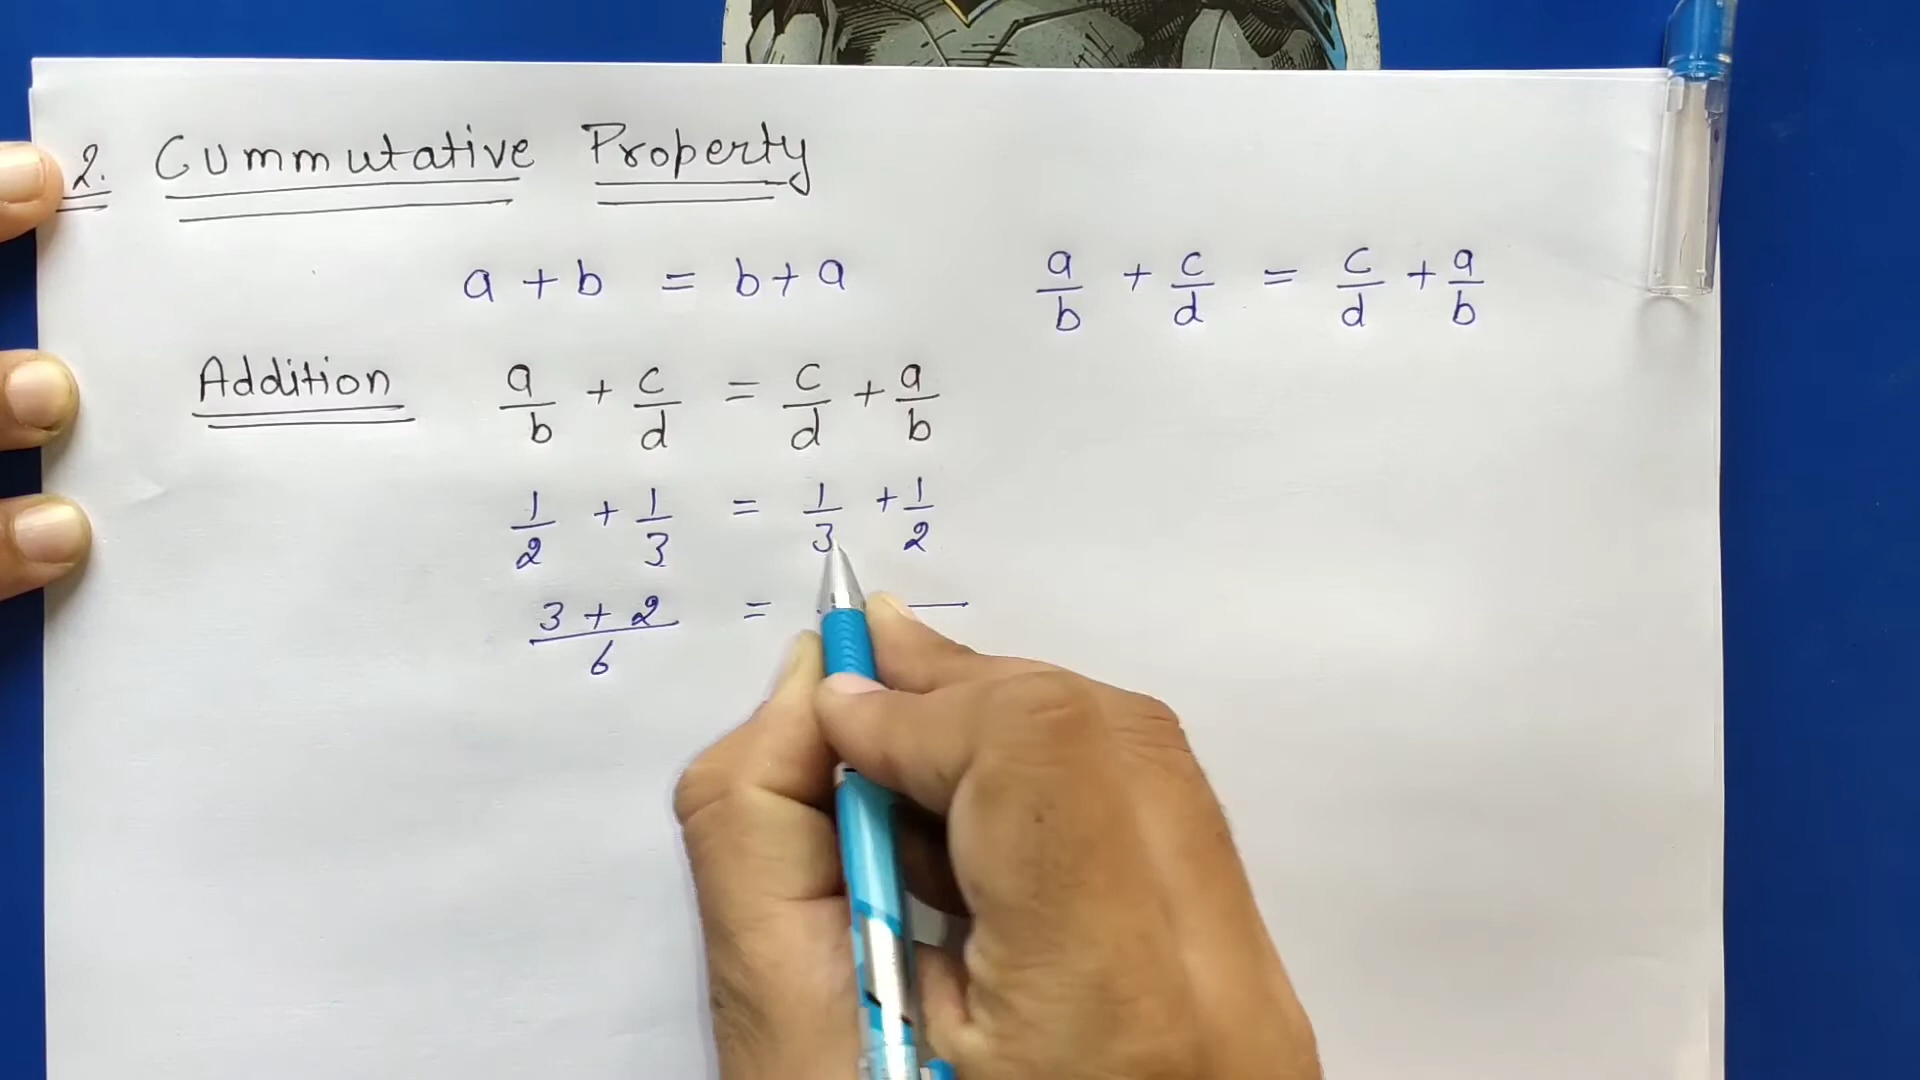 2. Cummutative Property
a + b = b + a
a/b + c/d = c/d + a/b
Addition a/b + c/d = c/d + a/b
1/2 + 1/3 = 1/3 + 1/2
3 + 2/6 =